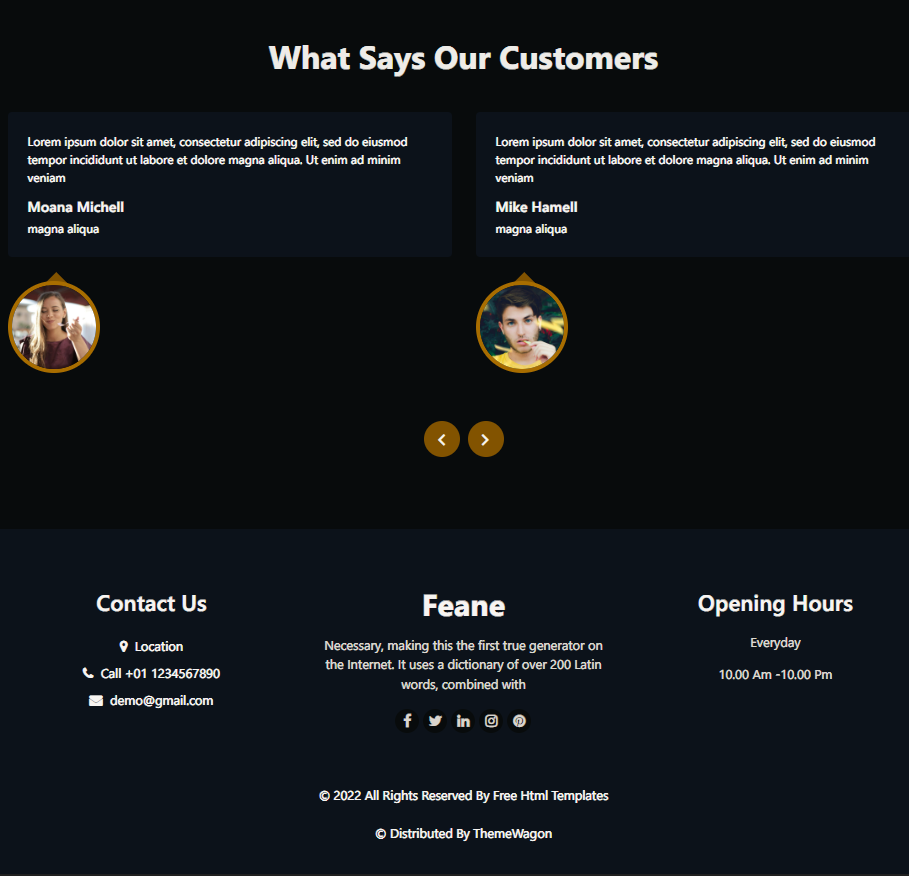 What Says Our Customers
Lorem ipsum dolor sit amet, consectetur adipiscing elit, sed do eiusmod
tempor incididunt ut labore et dolore magna aliqua. Ut enim ad minim
veniam
Moana Michell
magna aliqua
Lorem ipsum dolor sit amet, consectetur adipiscing elit, sed do eiusmod
tempor incididunt ut labore et dolore magna aliqua. Ut enim ad minim
veniam
Mike Hamell
magna aliqua
Contact Us
Location
Call +01 1234567890
demo@gmail.com
Feane
Necessary, making this the first true generator on
the Internet. It uses a dictionary of over 200 Latin
words, combined with
Opening Hours
Everyday
10.00 Am -10.00 Pm
© 2022 All Rights Reserved By Free Html Templates
© Distributed By ThemeWagon